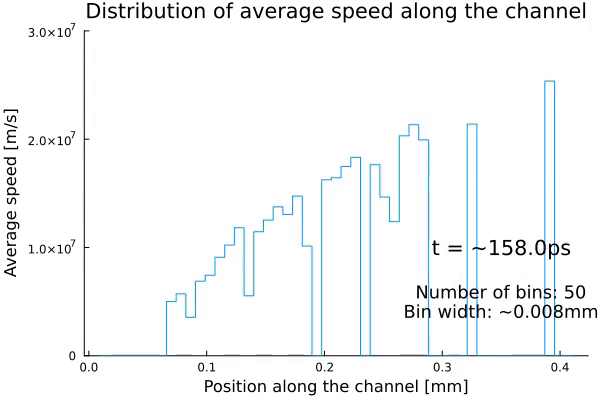 Distribution of average speed along the channel
3.0×10⁷
2.0×10⁷
1.0×10⁷
0
Average speed [m/s]
t = ~158.0ps
Number of bins: 50
Bin width: ~0.008mm
0.0 0.1 0.2 0.3 0.4
Position along the channel [mm]